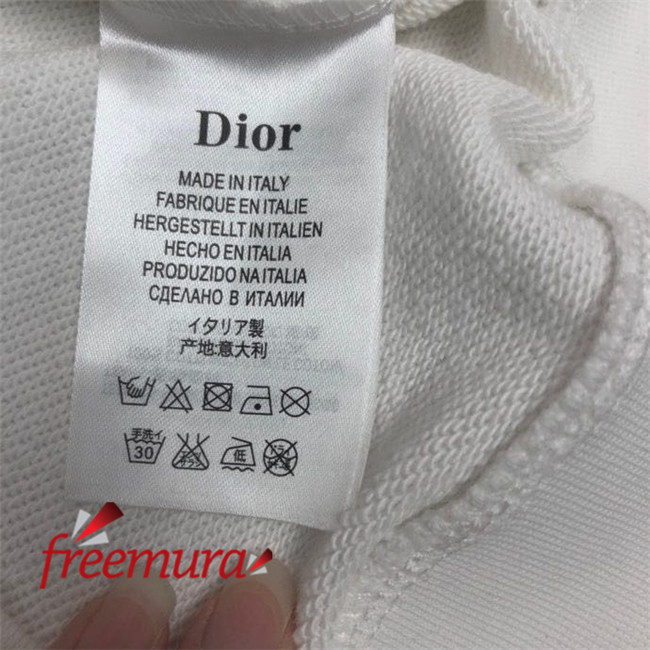 Dior
MADE IN ITALY
FABRIQUE EN ITALIE
HERGESTELLT IN ITALIEN
HECHO EN ITALIA
PRODUZIDO NA ITALIA
СДЕЛАНО В ИТАЛИИ
イタリア製
产地:意大利
手洗イ
30
低
freemura